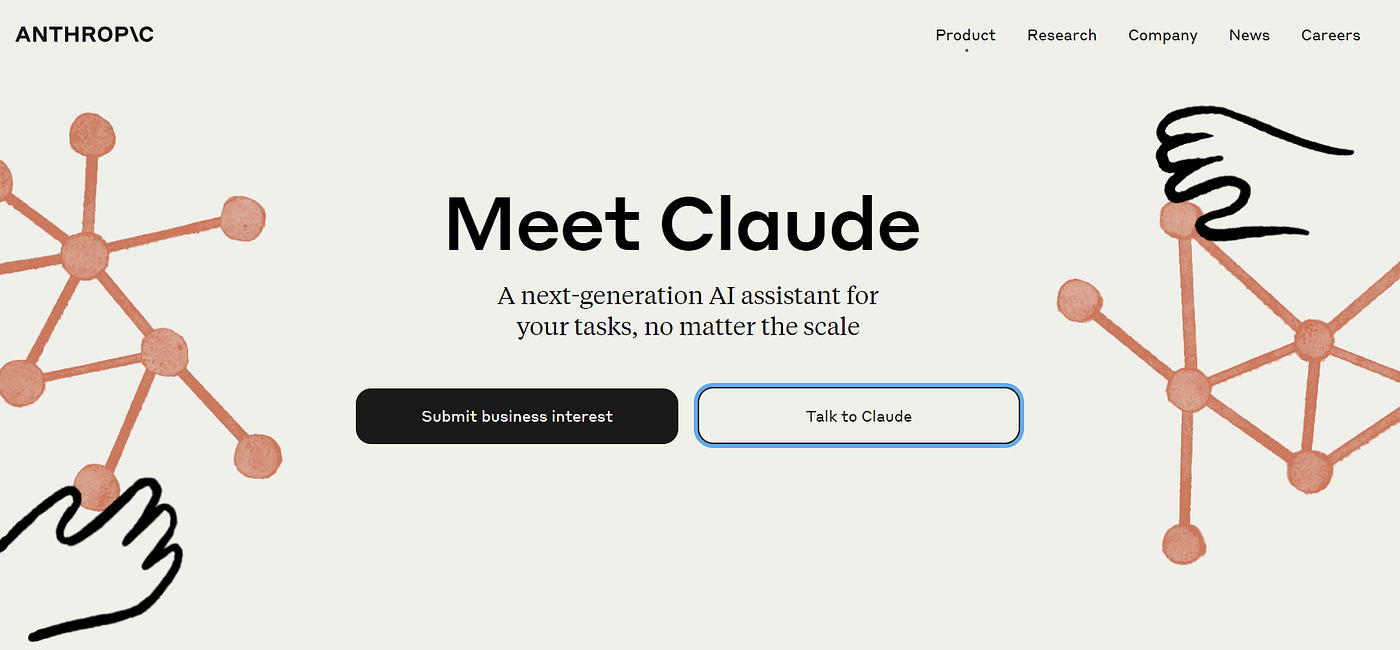 ANTHROP\C
Product Research Company News Careers
Meet Claude
A next-generation AI assistant for
your tasks, no matter the scale
Submit business interest
Talk to Claude